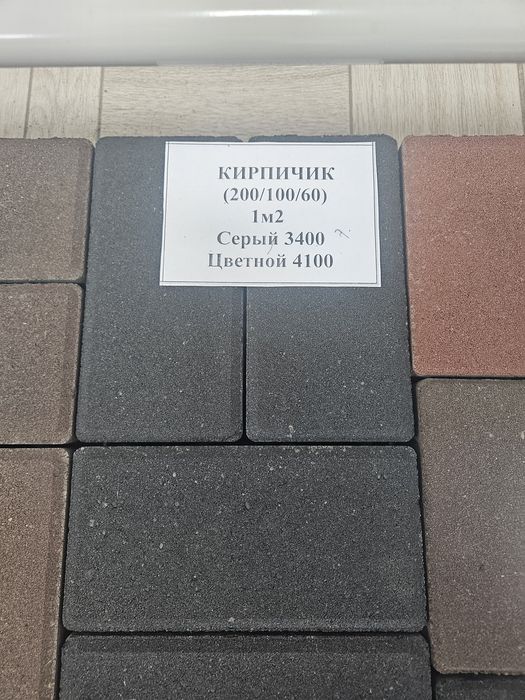 КИРПИЧИК
(200/100/60)
1м2
Серый 3400
Цветной 4100